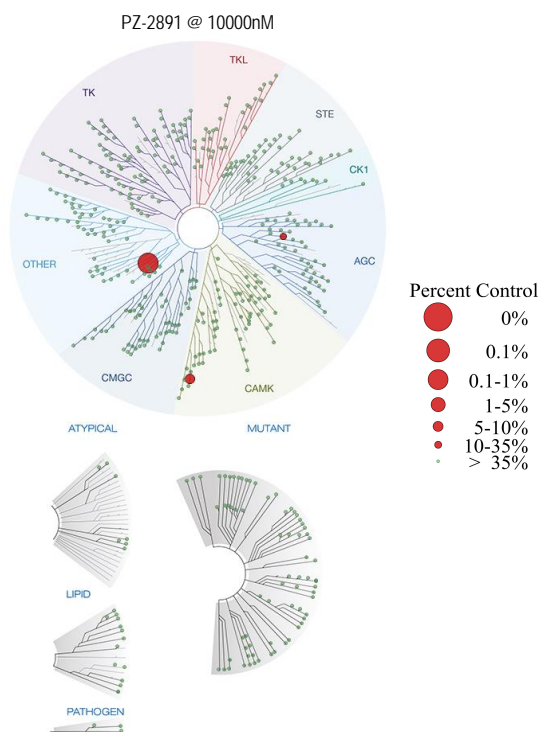 PZ-2891 @ 10000nM
TKL
TK
STE
CK1
OTHER
AGC
CMGC
CAMK
Percent Control
0%
0.1%
0.1-1%
1-5%
5-10%
10-35%
> 35%
ATYPICAL
MUTANT
LIPID
PATHOGEN